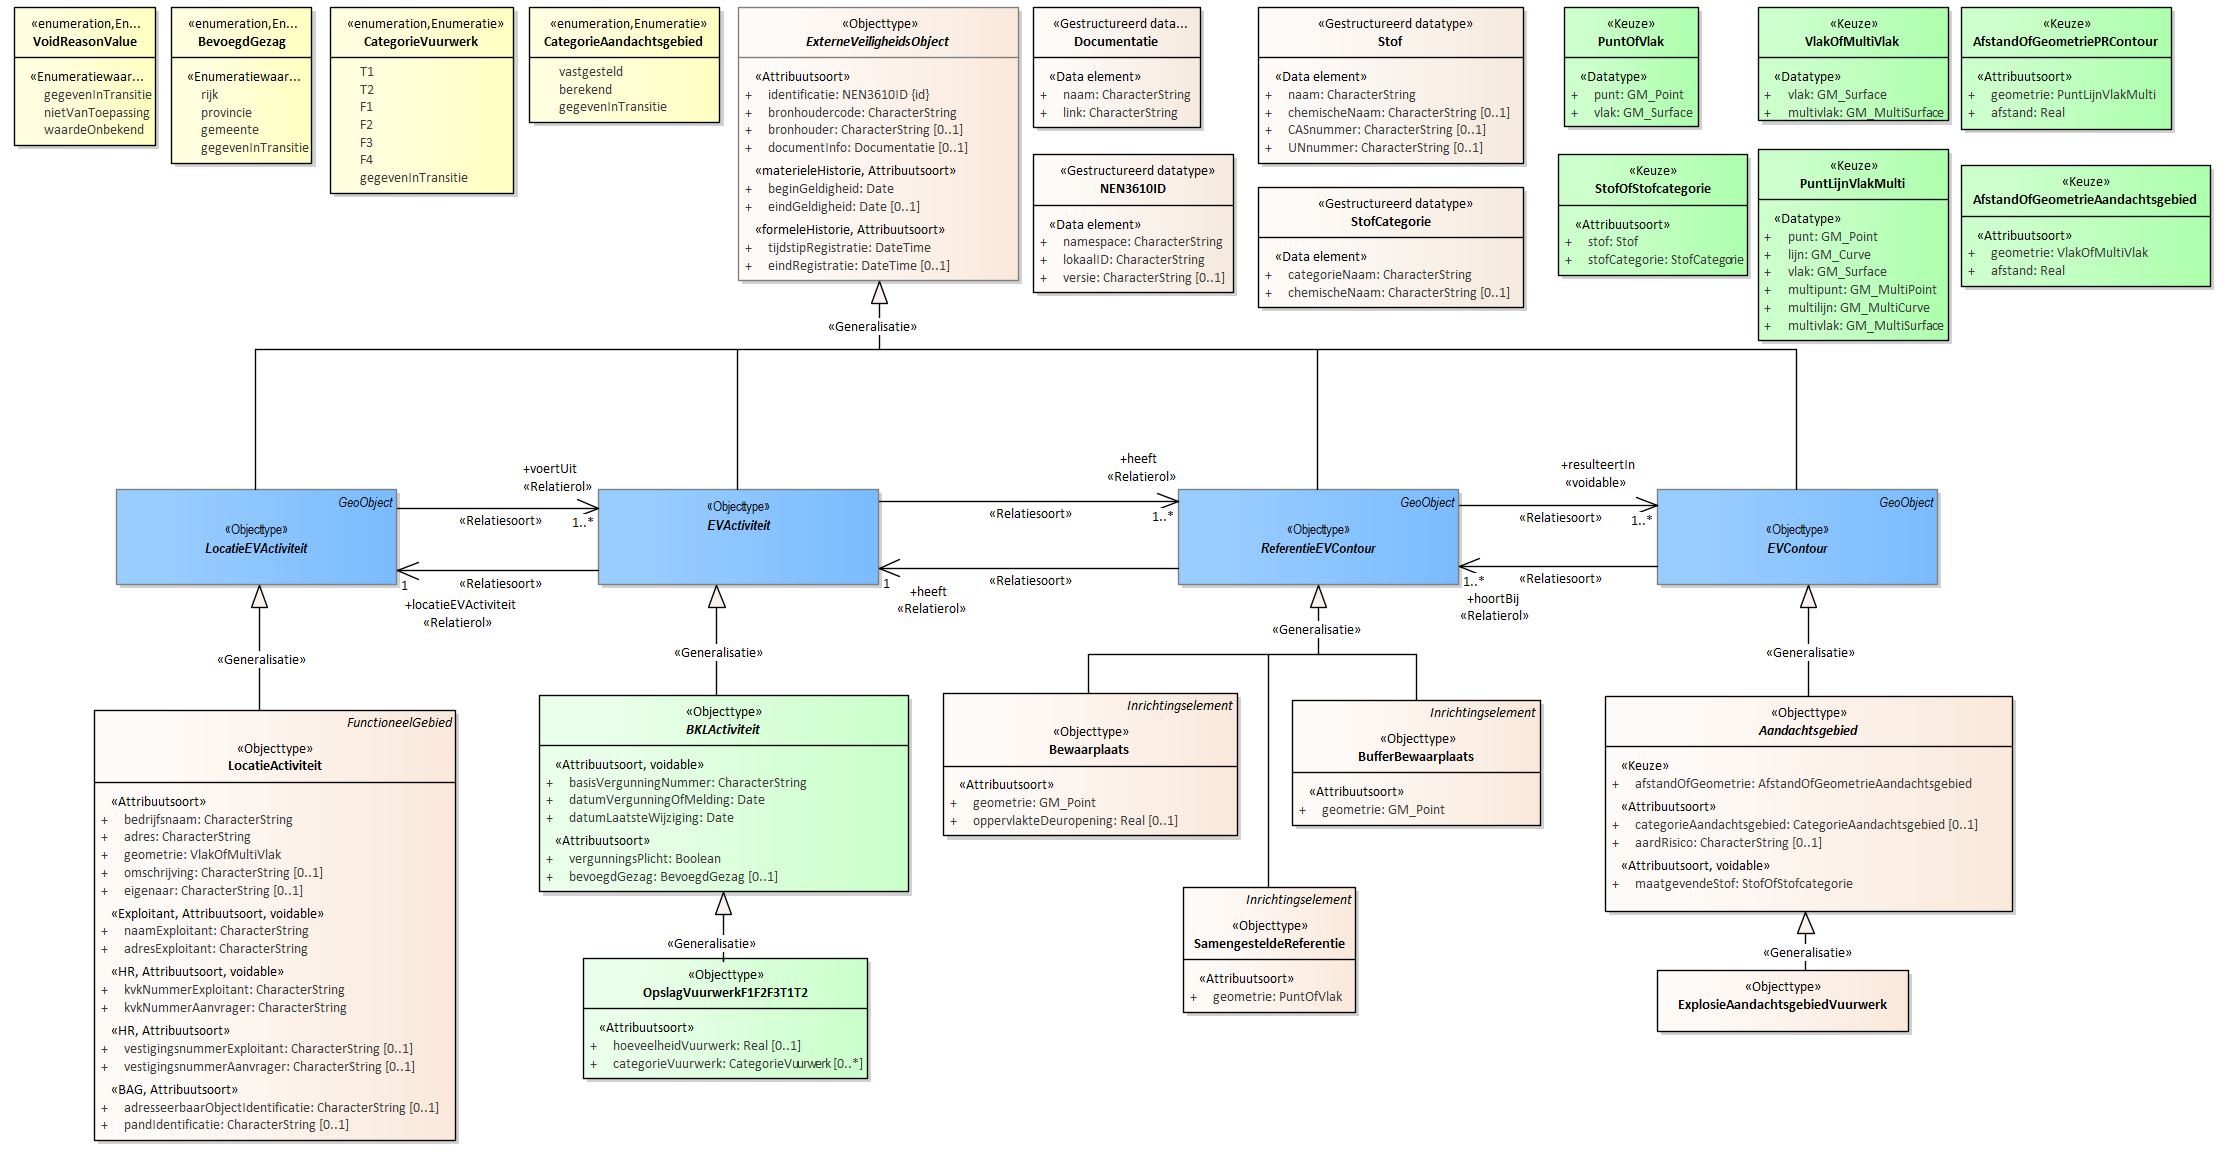 «enumeration,En...
VoidReasonValue
«Enumeratiewaar...
gegevenInTransitie
nietVanToepassing
waardeOnbekend
«enumeration,En...
BevoegdGezag
«Enumeratiewaar...
rijk
provincie
gemeente
gegevenInTransitie
«enumeration,Enumeratie»
CategorieVuurwerk
T1
T2
F1
F2
F3
F4
gegevenInTransitie
«enumeration,Enumeratie»
CategorieAandachtsgebied
vastgesteld
berekend
gegevenInTransitie
«Objecttype»
ExterneVeiligheidsObject
«Attribuutsoort»
+ identificatie: NEN3610ID {id}
+ bronhoudercode: CharacterString
+ bronhouder: CharacterString [0..1]
+ documentInfo: Documentatie [0..1]
«materieleHistorie, Attribuutsoort»
+ beginGeldigheid: Date
+ eindGeldigheid: Date [0..1]
«formeleHistorie, Attribuutsoort»
+ tijdstipRegistratie: DateTime
+ eindRegistratie: DateTime [0..1]
«Gestructureerd data...
Documentatie
«Data element»
+ naam: CharacterString
+ link: CharacterString
«Gestructureerd datatype»
NEN3610ID
«Data element»
+ namespace: CharacterString
+ lokaalID: CharacterString
+ versie: CharacterString [0..1]
«Gestructureerd datatype»
Stof
«Data element»
+ naam: CharacterString
+ chemischeNaam: CharacterString [0..1]
+ CASnummer: CharacterString [0..1]
+ UNnummer: CharacterString [0..1]
«Gestructureerd datatype»
StofCategorie
«Data element»
+ categorieNaam: CharacterString
+ chemischeNaam: CharacterString [0..1]
«Keuze»
PuntOfVlak
«Datatype»
+ punt: GM_Point
+ vlak: GM_Surface
«Keuze»
StofOfStofcategorie
«Attribuutsoort»
+ stof: Stof
+ stofCategorie: StofCategorie
«Keuze»
VlakOfMultiVlak
«Datatype»
+ vlak: GM_Surface
+ multivlak: GM_MultiSurface
«Keuze»
PuntLijnVlakMulti
«Datatype»
+ punt: GM_Point
+ lijn: GM_Curve
+ vlak: GM_Surface
+ multipunt: GM_MultiPoint
+ multilijn: GM_MultiCurve
+ multivlak: GM_MultiSurface
«Keuze»
AfstandOfGeometriePRContour
«Attribuutsoort»
+ geometrie: PuntLijnVlakMulti
+ afstand: Real
«Keuze»
AfstandOfGeometrieAandachtsgebied
«Attribuutsoort»
+ geometrie: VlakOfMultiVlak
+ afstand: Real
«Generalisatie»
GeoObject
«Objecttype»
LocatieEVActiviteit
+voertUit
«Relatierol»
«Relatiesoort»
1..*
«Relatiesoort»
1
+locatieEVActiviteit
«Relatierol»
«Objecttype»
EVActiviteit
+heeft
«Relatierol»
«Relatiesoort»
1..*
«Relatiesoort»
1
+heeft
«Relatierol»
GeoObject
«Objecttype»
ReferentieEVContour
+resulteertIn
«voidable»
«Relatiesoort»
1..*
«Relatiesoort»
1..*
+hoortBij
«Relatierol»
GeoObject
«Objecttype»
EVContour
«Generalisatie»
«Generalisatie»
«Generalisatie»
«Generalisatie»
FunctioneelGebied
«Objecttype»
LocatieActiviteit
«Attribuutsoort»
+ bedrijfsnaam: CharacterString
+ adres: CharacterString
+ geometrie: VlakOfMultiVlak
+ omschrijving: CharacterString [0..1]
+ eigenaar: CharacterString [0..1]
«Exploitant, Attribuutsoort, voidable»
+ naamExploitant: CharacterString
+ adresExploitant: CharacterString
«HR, Attribuutsoort, voidable»
+ kvkNummerExploitant: CharacterString
+ kvkNummerAanvrager: CharacterString
«HR, Attribuutsoort»
+ vestigingsnummerExploitant: CharacterString [0..1]
+ vestigingsnummerAanvrager: CharacterString [0..1]
«BAG, Attribuutsoort»
+ adresseerbaarObjectIdentificatie: CharacterString [0..1]
+ pandIdentificatie: CharacterString [0..1]
«Objecttype»
BKLActiviteit
«Attribuutsoort, voidable»
+ basisVergunningNummer: CharacterString
+ datumVergunningOfMelding: Date
+ datumLaatsteWijziging: Date
«Attribuutsoort»
+ vergunningsPlicht: Boolean
+ bevoegdGezag: BevoegdGezag [0..1]
«Generalisatie»
«Objecttype»
OpslagVuurwerkF1F2F3T1T2
«Attribuutsoort»
+ hoeveelheidVuurwerk: Real [0..1]
+ categorieVuurwerk: CategorieVuurwerk [0..*]
Inrichtingselement
«Objecttype»
Bewaarplaats
«Attribuutsoort»
+ geometrie: GM_Point
+ oppervlakteDeuropening: Real [0..1]
Inrichtingselement
«Objecttype»
BufferBewaarplaats
«Attribuutsoort»
+ geometrie: GM_Point
Inrichtingselement
«Objecttype»
SamengesteldeReferentie
«Attribuutsoort»
+ geometrie: PuntOfVlak
«Objecttype»
Aandachtsgebied
«Keuze»
+ afstandOfGeometrie: AfstandOfGeometrieAandachtsgebied
«Attribuutsoort»
+ categorieAandachtsgebied: CategorieAandachtsgebied [0..1]
+ aardRisico: CharacterString [0..1]
«Attribuutsoort, voidable»
+ maatgevendeStof: StofOfStofcategorie
«Generalisatie»
«Objecttype»
ExplosieAandachtsgebiedVuurwerk